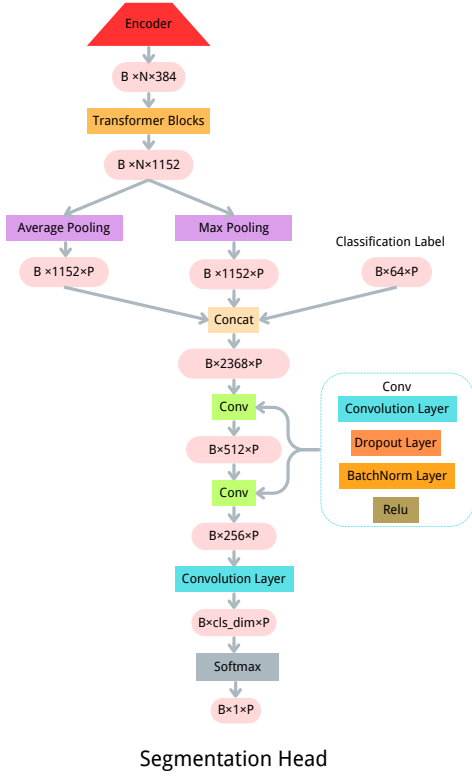 Encoder
B ×N×384
Transformer Blocks
B ×N×1152
Average Pooling
Max Pooling
Classification Label
B ×1152×P
B ×1152×P
B×64×P
Concat
B×2368×P
Conv
Conv
Convolution Layer
Dropout Layer
BatchNorm Layer
Relu
B×512×P
Conv
B×256×P
Convolution Layer
B×cls_dim×P
Softmax
B×1×P
Segmentation Head